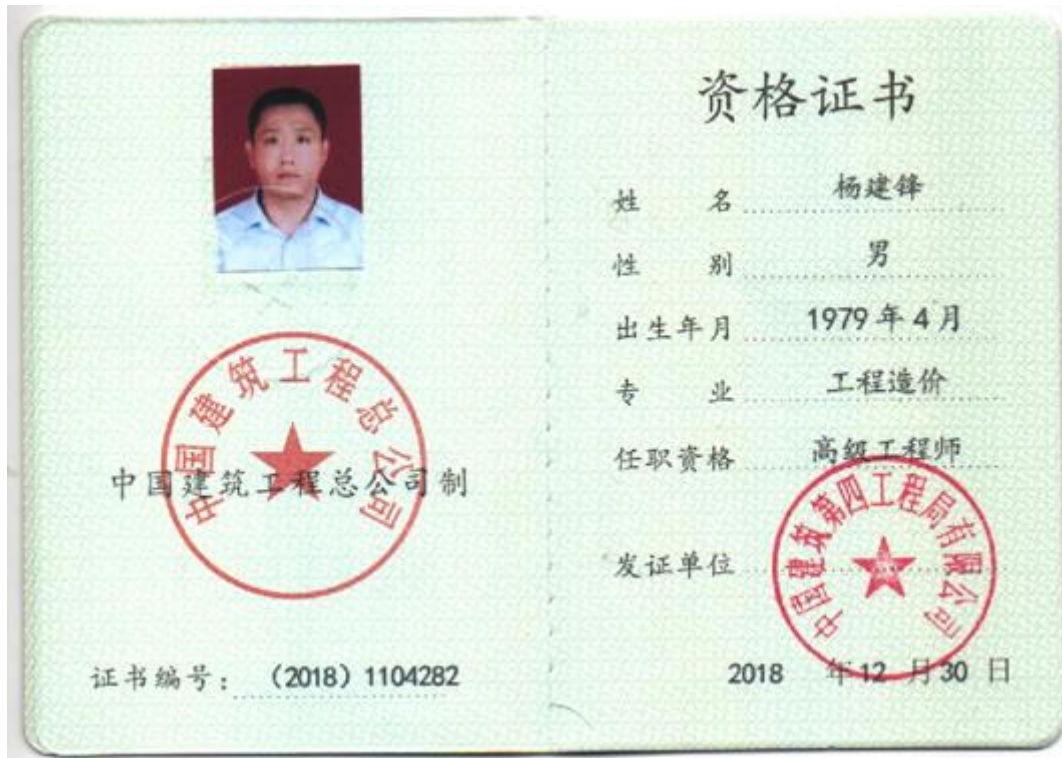 中国建筑工程总公司
中国建筑工程总公司制
证书编号：（2018）1104282
资格证书
姓 名 杨建锋
性 别 男
出生年月 1979年4月
专 业 工程造价
任职资格 高级工程师
发证单位
中国建筑第四工程局有限公司
2018 年12 月30 日